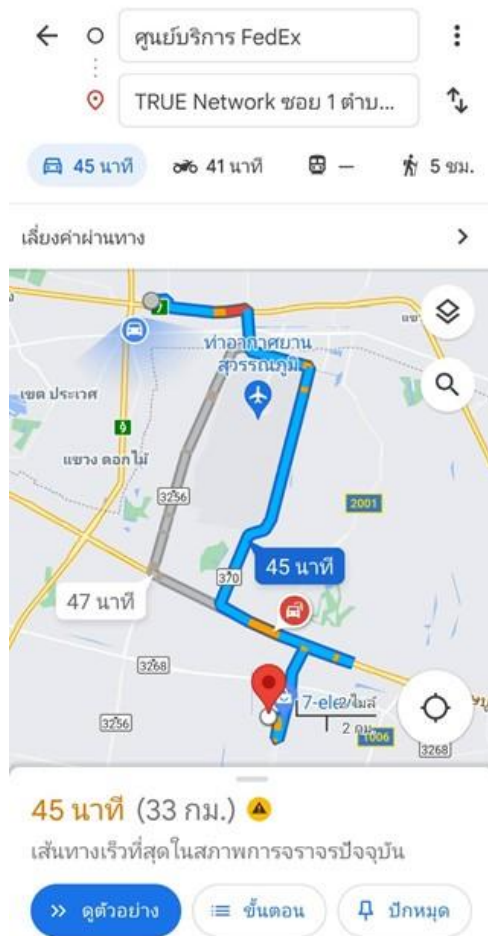 ศูนย์บริการ FedEx
TRUE Network ซอย 1 ตำบ...
45 นาที
41 นาที
—
5 ชม.
เลี่ยงค่าผ่านทาง
9
ท่าอากาศยาน
สุวรรณภูมิ
เขต ประเวศ
9
แขวง ดอกไม้
3256
2001
45 นาที
370
47 นาที
3268
7-ele
2 ไมล์
2 กม.
3256
1006
3268
45 นาที (33 กม.)
เส้นทางเร็วที่สุดในสภาพการจราจรปัจจุบัน
ดูตัวอย่าง
ขั้นตอน
ปักหมุด